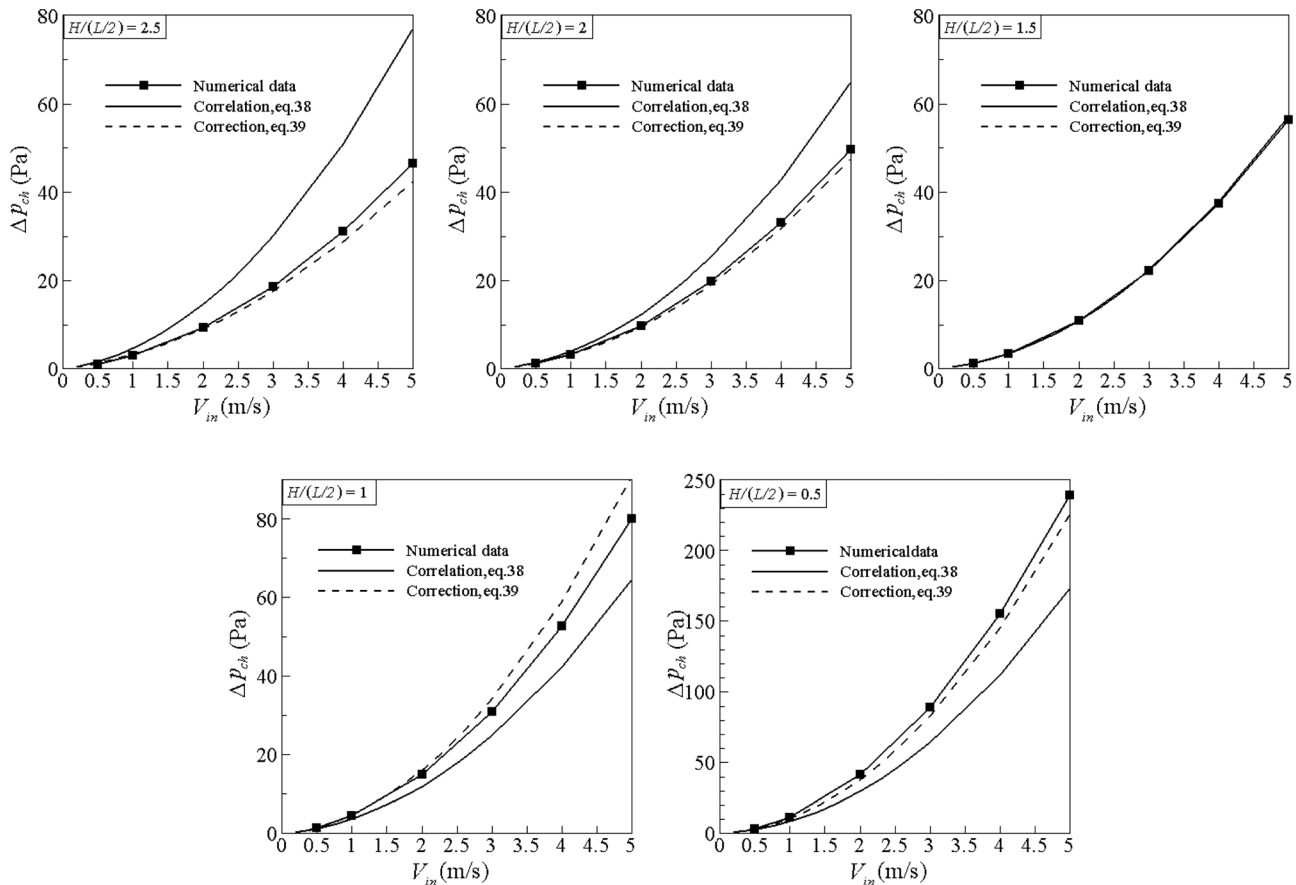 H/(L/2) = 2.5
80
60
40
20
0
Δp_ch (Pa)
Numerical data
Correlation,eq.38
Correction,eq.39
0 0.5 1 1.5 2 2.5 3 3.5 4 4.5 5
V_in (m/s)
H/(L/2) = 2
80
60
40
20
0
Δp_ch (Pa)
Numerical data
Correlation,eq.38
Correction,eq.39
0 0.5 1 1.5 2 2.5 3 3.5 4 4.5 5
V_in (m/s)
H/(L/2) = 1.5
80
60
40
20
0
Δp_ch (Pa)
Numerical data
Correlation,eq.38
Correction,eq.39
0 0.5 1 1.5 2 2.5 3 3.5 4 4.5 5
V_in (m/s)
H/(L/2) = 1
80
60
40
20
0
Δp_ch (Pa)
Numerical data
Correlation,eq.38
Correction,eq.39
0 0.5 1 1.5 2 2.5 3 3.5 4 4.5 5
V_in (m/s)
H/(L/2) = 0.5
250
200
150
100
50
0
Δp_ch (Pa)
Numericaldata
Correlation,eq.38
Correction,eq.39
0 0.5 1 1.5 2 2.5 3 3.5 4 4.5 5
V_in (m/s)